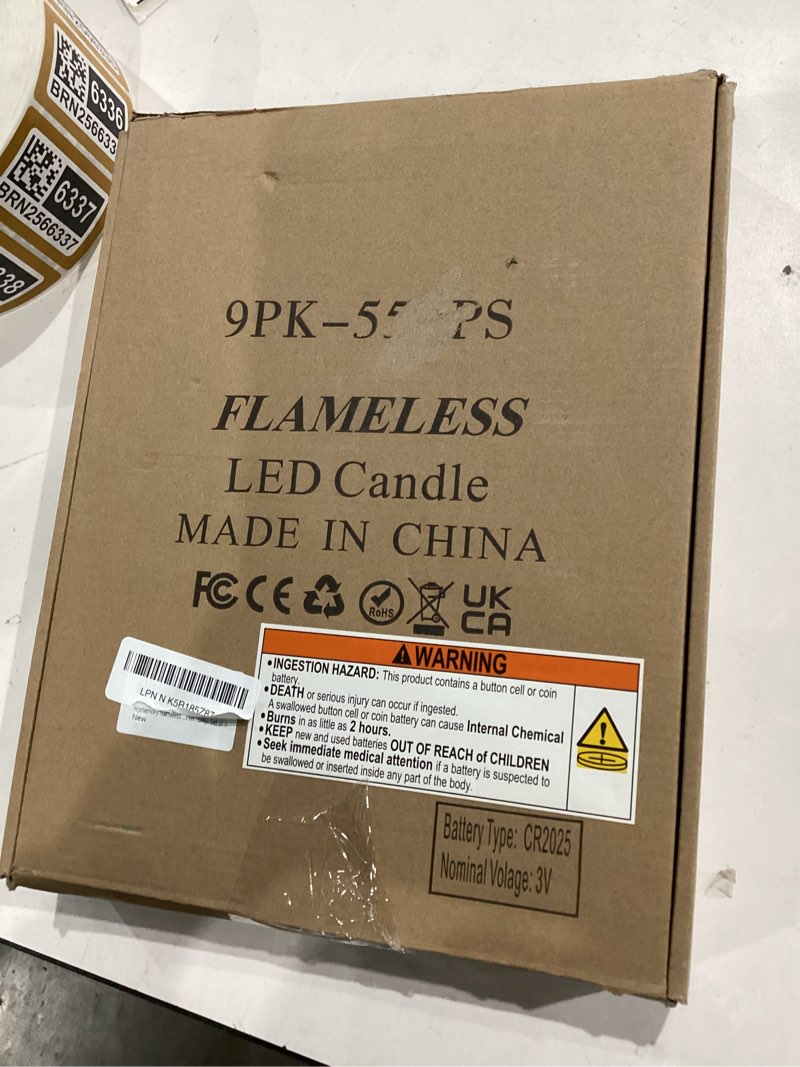 6336
BRN256633
6337
BRN2566337
9PK-55 PS
FLAMELESS
LED Candle
MADE IN CHINA
FC CE RoHS UK
CA
WARNING
•INGESTION HAZARD: This product contains a button cell or coin
battery.
•DEATH or serious injury can occur if ingested.
A swallowed button cell or coin battery can cause Internal Chemical
•Burns in as little as 2 hours.
•KEEP new and used batteries OUT OF REACH of CHILDREN
•Seek immediate medical attention if a battery is suspected to
be swallowed or inserted inside any part of the body.
New
Battery Type: CR2025
Nominal Volage: 3V